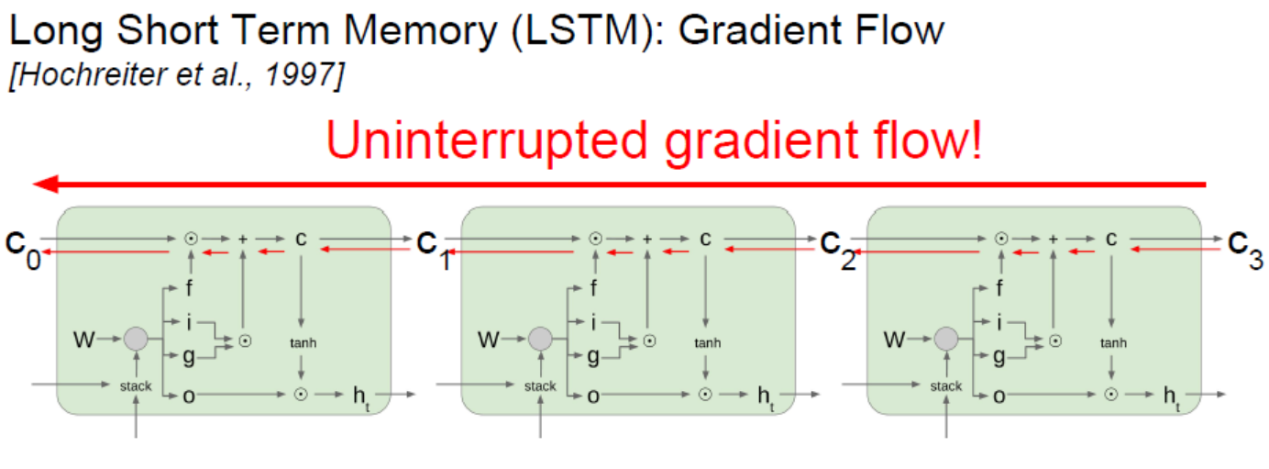 Long Short Term Memory (LSTM): Gradient Flow
[Hochreiter et al., 1997]
Uninterrupted gradient flow!
C0 ⊙ + c C1 ⊙ + c C2 ⊙ + c C3
f f f
i i i
W ⊙ tanh W ⊙ tanh W ⊙ tanh
g g g
stack stack stack
o ⊙ ht o ⊙ ht o ⊙ ht